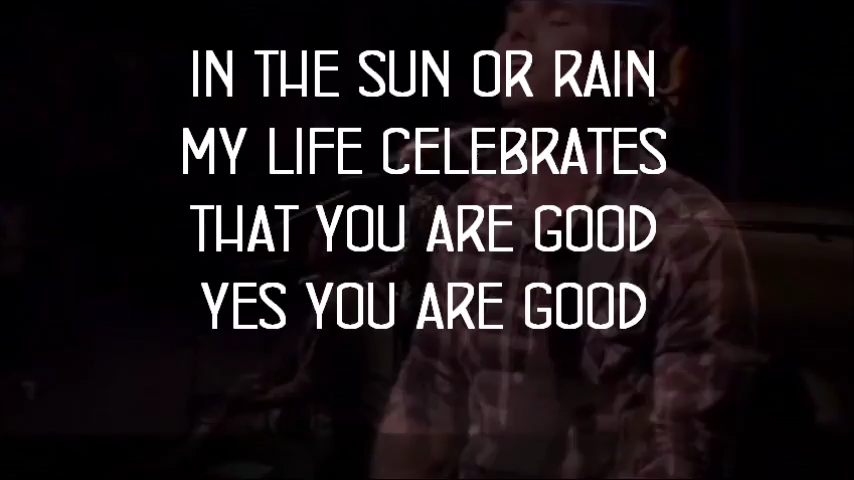 IN THE SUN OR RAIN
MY LIFE CELEBRATES
THAT YOU ARE GOOD
YES YOU ARE GOOD